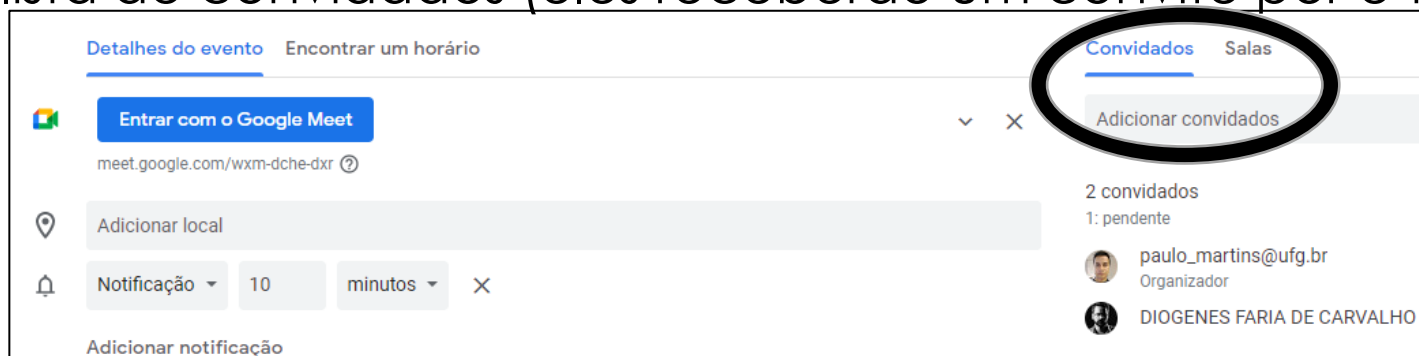 Detalhes do evento Encontrar um horário
Entrar com o Google Meet
meet.google.com/wxm-dche-dxr
Adicionar local
Notificação 10 minutos
Adicionar notificação
Convidados Salas
Adicionar convidados
2 convidados
1: pendente
paulo_martins@ufg.br
Organizador
DIOGENES FARIA DE CARVALHO